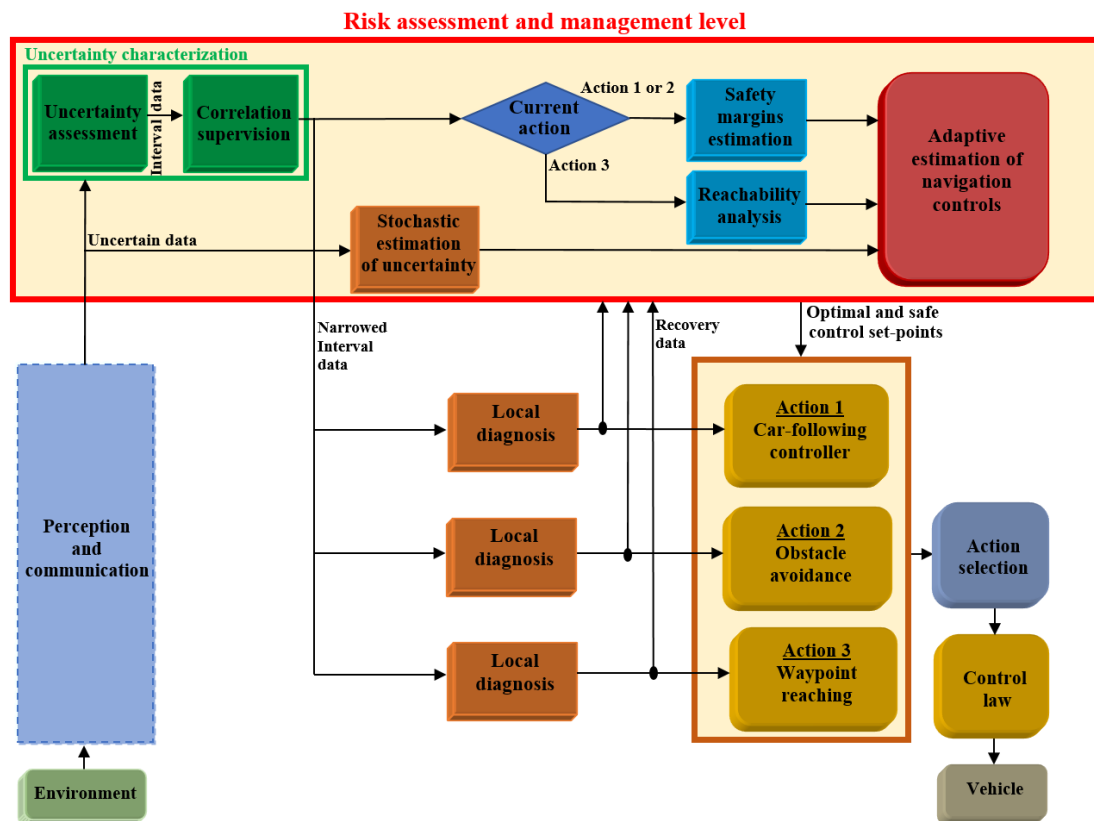 Risk assessment and management level
Uncertainty characterization
Uncertainty
assessment
Interval data
Correlation
supervision
Current
action
Action 1 or 2
Action 3
Safety
margins
estimation
Reachability
analysis
Adaptive
estimation of
navigation
controls
Uncertain data
Stochastic
estimation
of uncertainty
Narrowed
Interval
data
Recovery
data
Optimal and safe
control set-points
Local
diagnosis
Action 1
Car-following
controller
Perception
and
communication
Local
diagnosis
Action 2
Obstacle
avoidance
Action
selection
Local
diagnosis
Action 3
Waypoint
reaching
Control
law
Environment
Vehicle